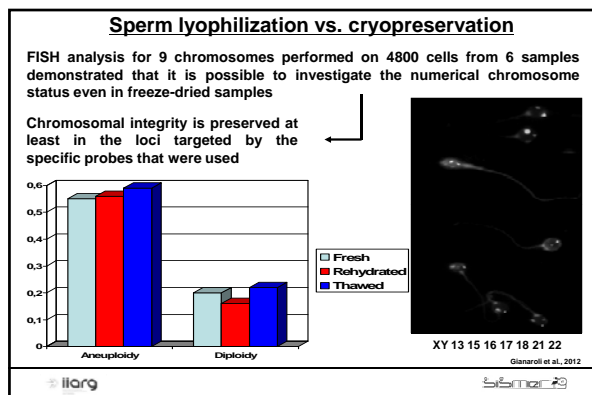 Sperm lyophilization vs. cryopreservation
FISH analysis for 9 chromosomes performed on 4800 cells from 6 samples
demonstrated that it is possible to investigate the numerical chromosome
status even in freeze-dried samples
Chromosomal integrity is preserved at
least in the loci targeted by the
specific probes that were used
0,6
0,5
0,4
0,3
0,2
0,1
0
Aneuploidy
Diploidy
Fresh
Rehydrated
Thawed
XY 13 15 16 17 18 21 22
Gianaroli et al., 2012
iiarg
sismer